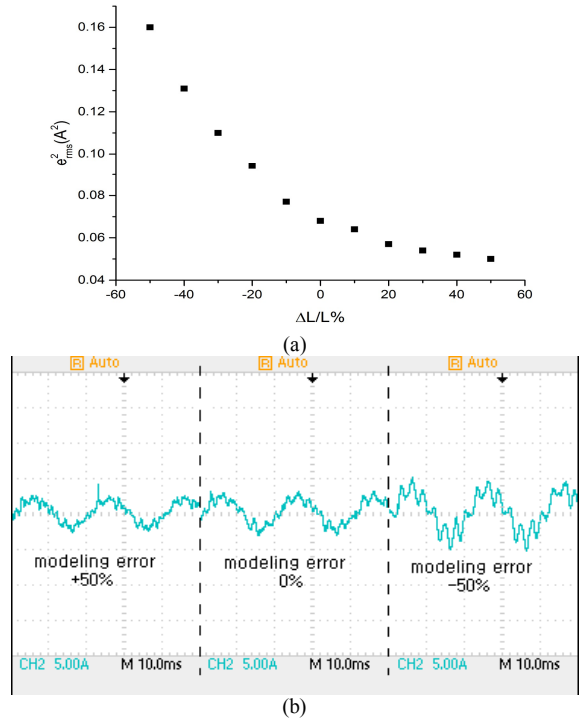 0.16
0.14
0.12
0.10
0.08
0.06
0.04
e²rms(A²)
-60 -40 -20 0 20 40 60
ΔL/L%
(a)
R Auto R Auto R Auto
modeling error modeling error modeling error
+50% 0% -50%
CH2 5.00A M 10.0ms CH2 5.00A M 10.0ms CH2 5.00A M 10.0ms
(b)